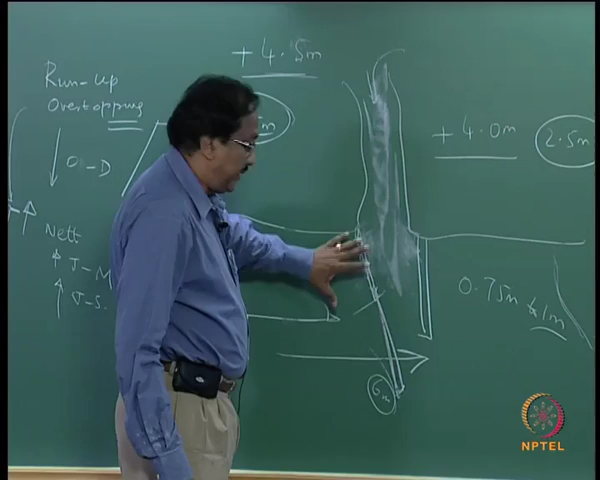 + 4.5m
Run-Up
Overtopping
O-D
m
+ 4.0m
2.5m
Nett
J-M
J-S.
0.75m
1m
6m
NPTEL